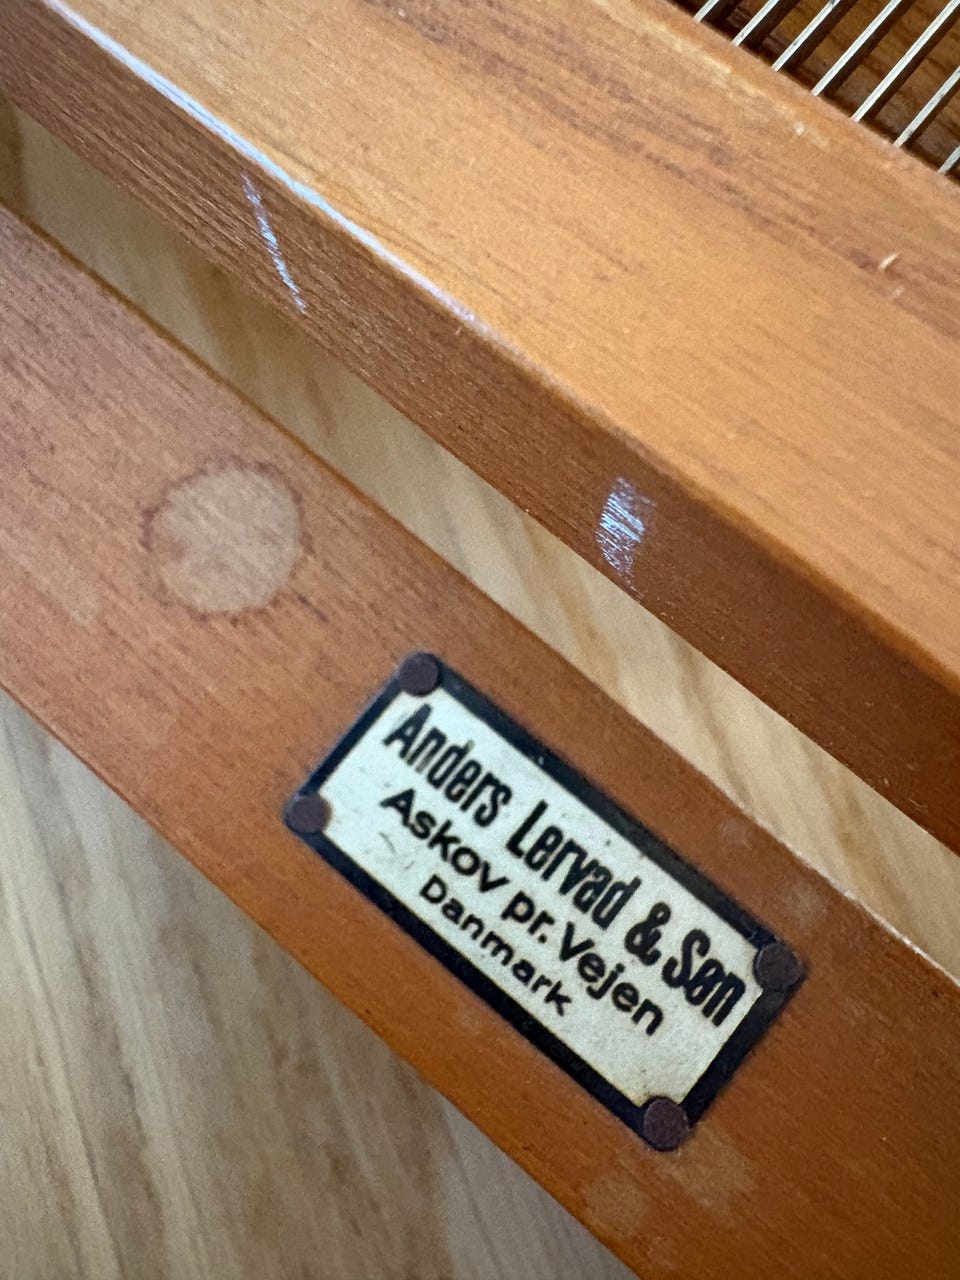 Anders Lervad & Søn
Askov pr. Vejen
Danmark